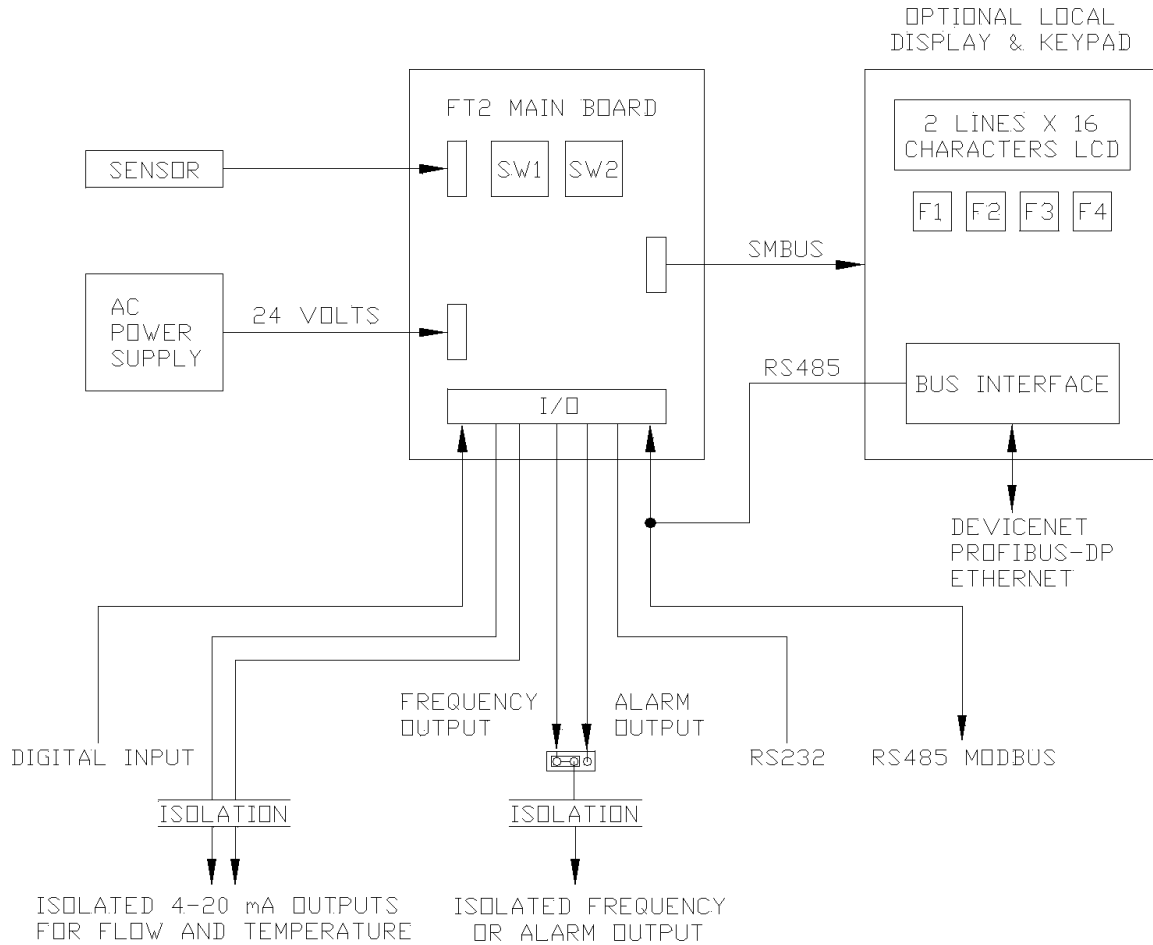 OPTIONAL LOCAL
DISPLAY & KEYPAD
FT2 MAIN BOARD
2 LINES X 16
CHARACTERS LCD
SENSOR
SW1
SW2
F1
F2
F3
F4
SMBUS
AC
POWER
SUPPLY
24 VOLTS
RS485
BUS INTERFACE
I/O
DEVICENET
PROFIBUS-DP
ETHERNET
FREQUENCY
OUTPUT
ALARM
OUTPUT
DIGITAL INPUT
RS232
RS485 MODBUS
ISOLATION
ISOLATION
ISOLATED 4-20 mA OUTPUTS
FOR FLOW AND TEMPERATURE
ISOLATED FREQUENCY
OR ALARM OUTPUT